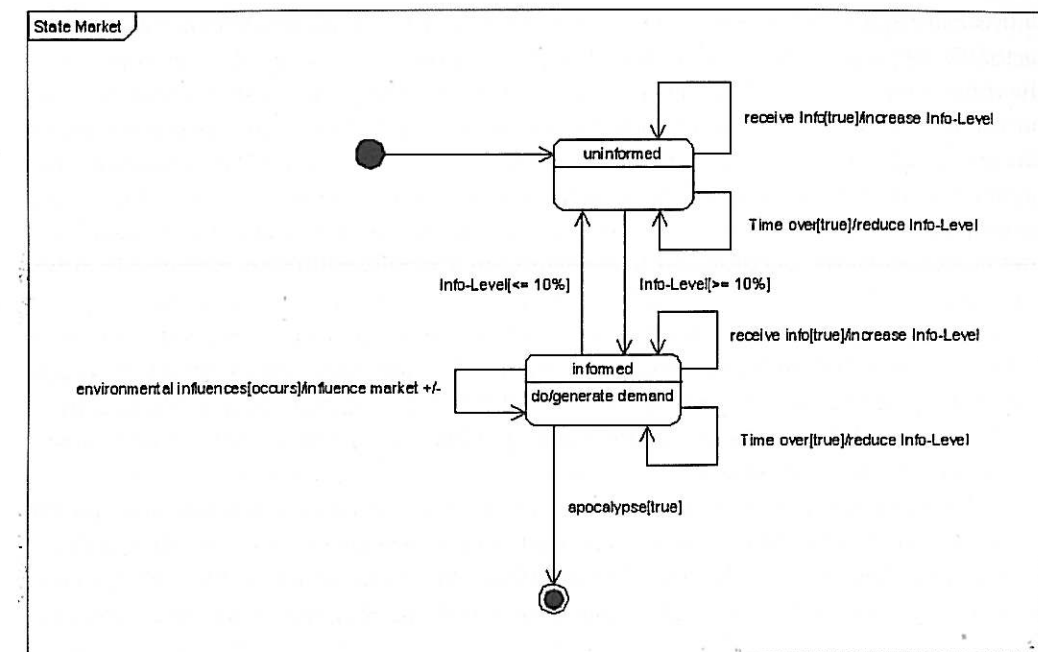 State Market
receive Info[true]/increase Info-Level
uninformed
Time over[true]/reduce Info-Level
Info-Level[<= 10%]
Info-Level[>= 10%]
receive info[true]/increase Info-Level
informed
environmental influences[occurs]/influence market +/-
do/generate demand
Time over[true]/reduce Info-Level
apocalypse[true]